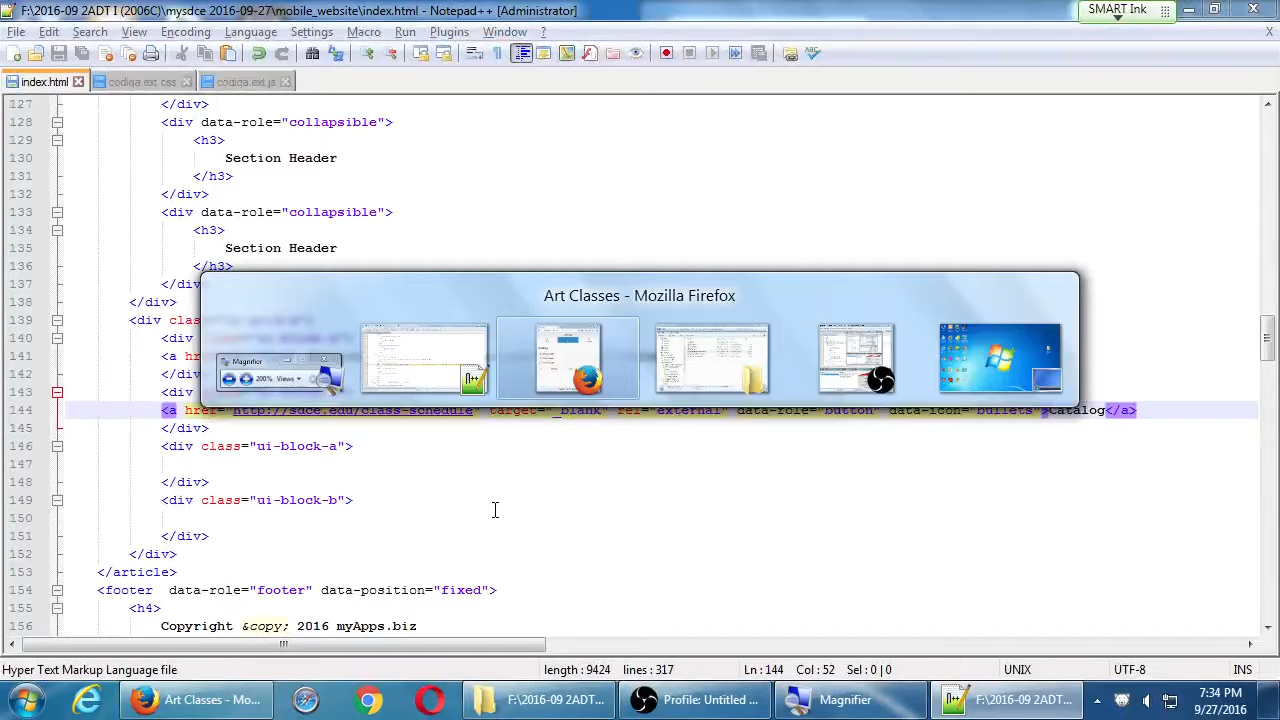 F:\2016-09 2ADT I (2006C)\mysdce 2016-09-27\mobile_website\index.html - Notepad++ [Administrator]
SMART Ink
File Edit Search View Encoding Language Settings Macro Run Plugins Window ? X
index.html codiqa.ext.css codiqa.ext.js
127 </div>
128 <div data-role="collapsible">
129 <h3>
130 Section Header
131 </h3>
132 </div>
133 <div data-role="collapsible">
134 <h3>
135 Section Header
136 </h3>
137 </di
138 </div>
139 <div clas
140 <div
141 <a h
142 </di
143 <div
144 <a href="http://sdce.edu/class-schedule" target="_blank" rel="external" data-role="button" data-icon="bullets">Catalog</a>
145 </div>
146 <div class="ui-block-a">
147
148 </div>
149 <div class="ui-block-b">
150
151 </div>
152 </div>
153 </article>
154 <footer data-role="footer" data-position="fixed">
155 <h4>
156 Copyright &copy; 2016 myApps.biz
Art Classes - Mozilla Firefox
Magnifier
200% Views
Hyper Text Markup Language file length : 9424 lines : 317 Ln : 144 Col : 52 Sel : 0 | 0 UNIX UTF-8 INS
Art Classes - Mo... F:\2016-09 2ADT... Profile: Untitled ... Magnifier F:\2016-09 2ADT...
7:34 PM
9/27/2016